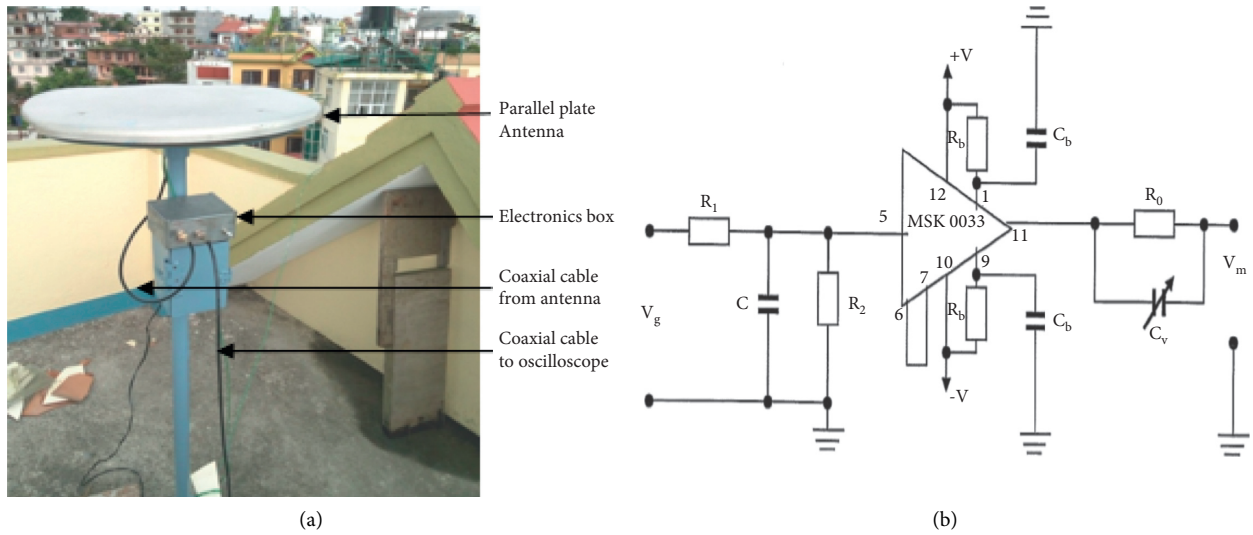 Parallel plate
Antenna
Electronics box
Coaxial cable
from antenna
Coaxial cable
to oscilloscope
(a)
+V
R_b
C_b
12
1
R_1
5
MSK 0033
11
R_0
V_m
10
9
7
6
C
R_2
V_g
R_b
C_b
C_v
-V
(b)